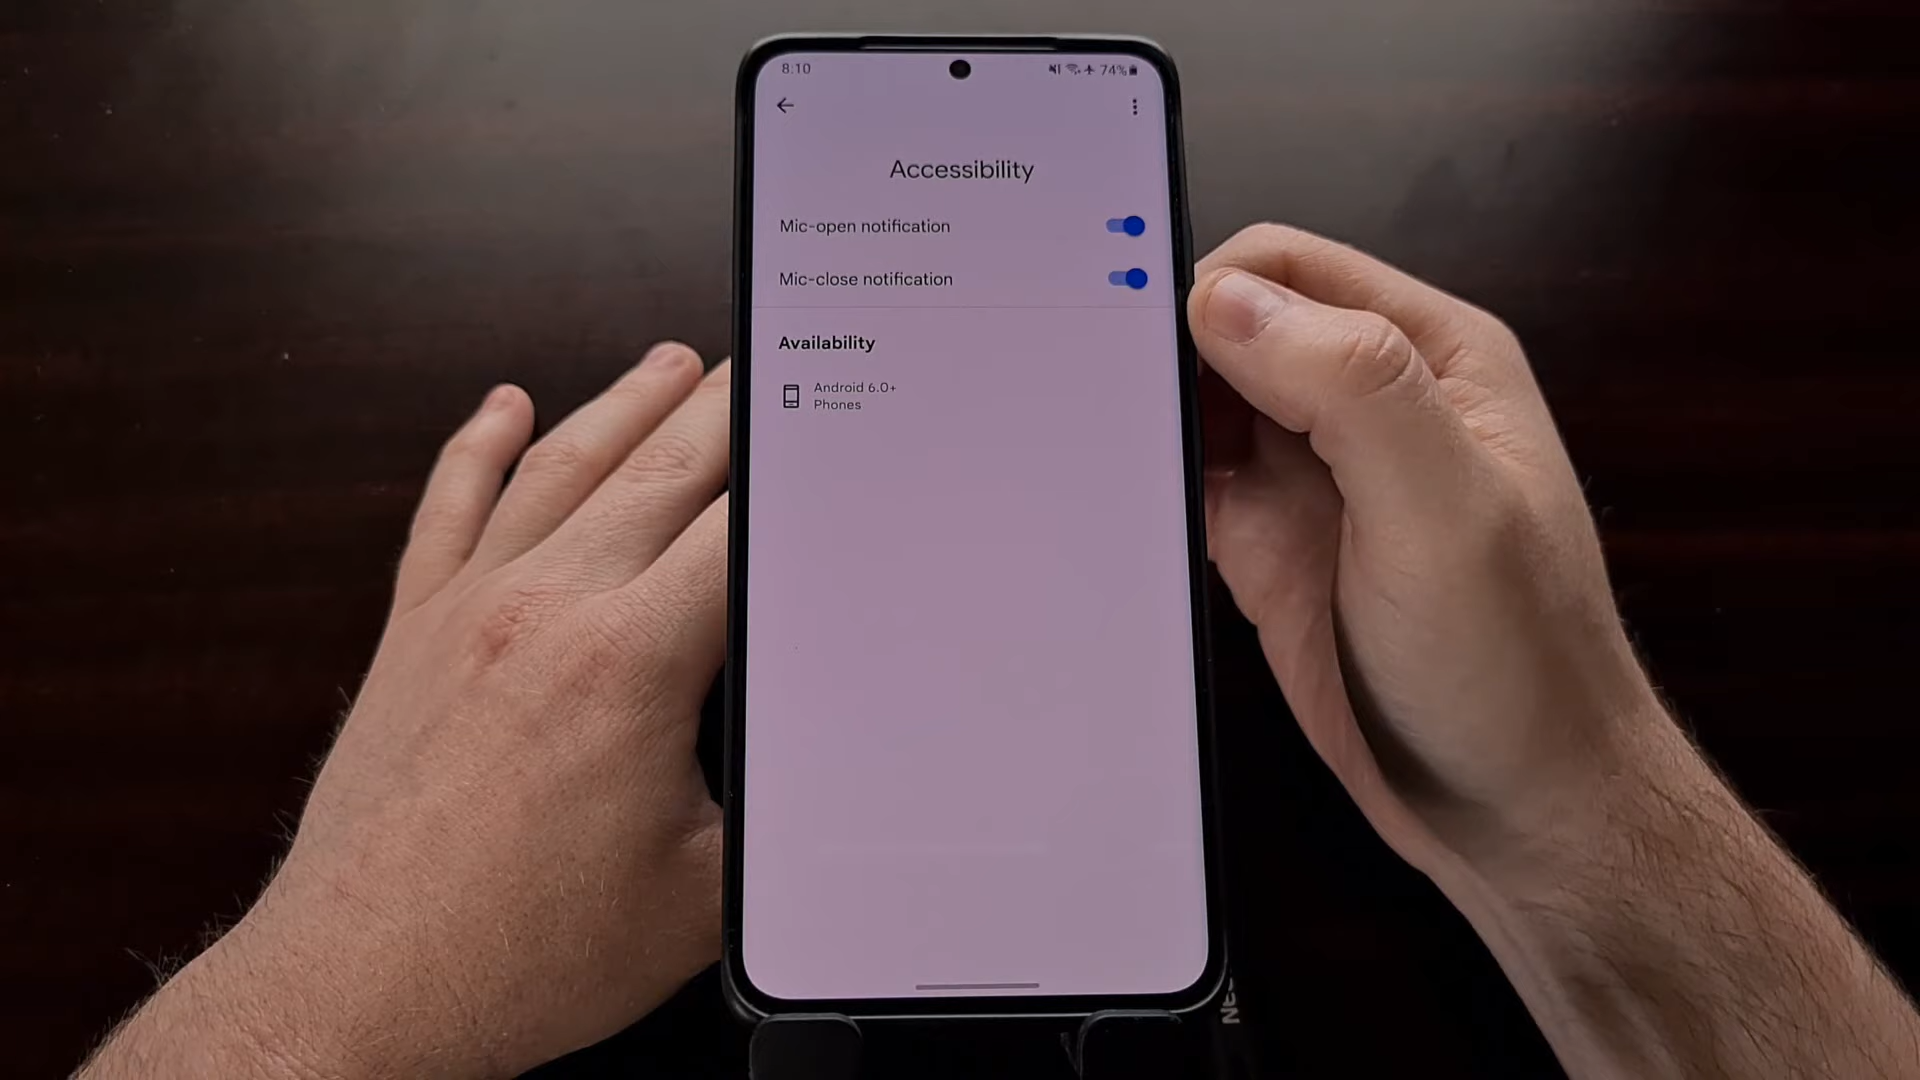 8:10
74%
Accessibility
Mic-open notification
Mic-close notification
Availability
Android 6.0+
Phones